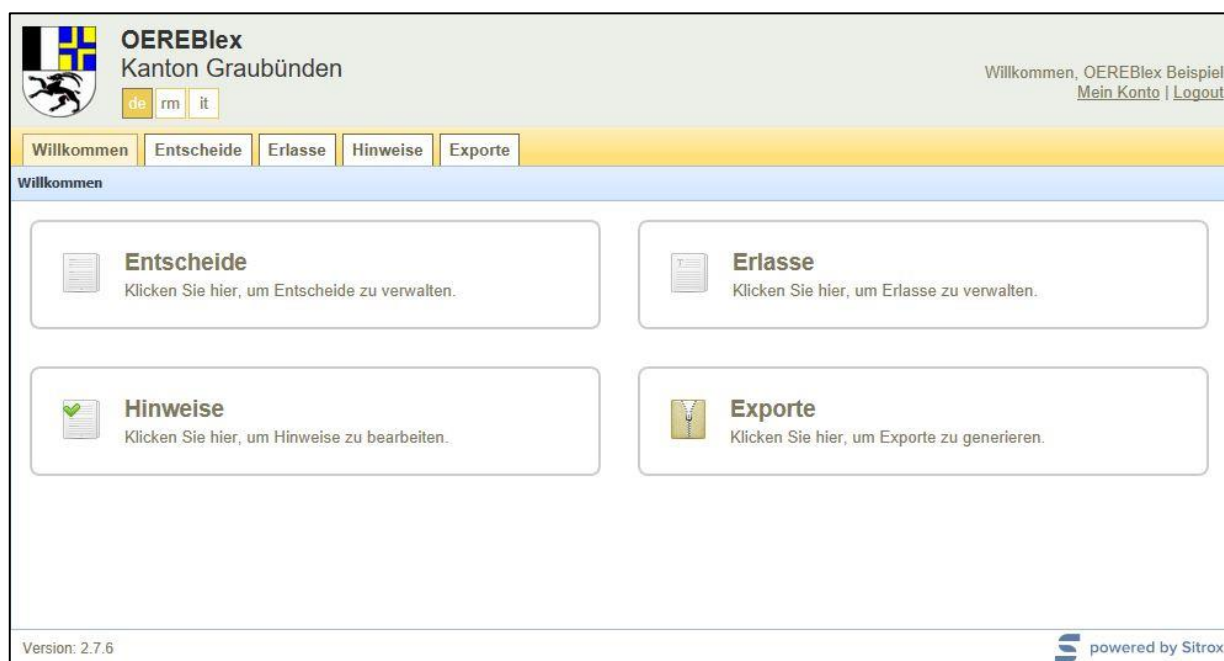 OEREBlex
Kanton Graubünden
de rm it
Willkommen, OEREBlex Beispiel
Mein Konto | Logout
Willkommen Entscheide Erlasse Hinweise Exporte
Willkommen
Entscheide
Klicken Sie hier, um Entscheide zu verwalten.
Erlasse
Klicken Sie hier, um Erlasse zu verwalten.
Hinweise
Klicken Sie hier, um Hinweise zu bearbeiten.
Exporte
Klicken Sie hier, um Exporte zu generieren.
Version: 2.7.6
powered by Sitrox